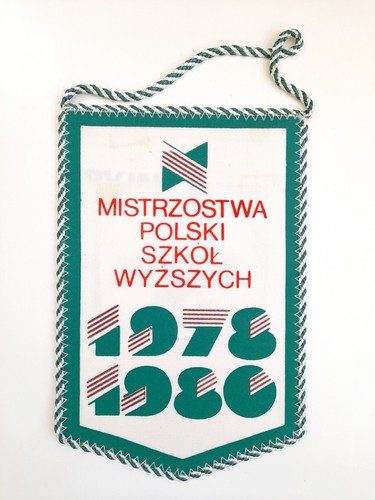 MISTRZOSTWA
POLSKI
SZKÓŁ
WYŻSZYCH
1978
1980